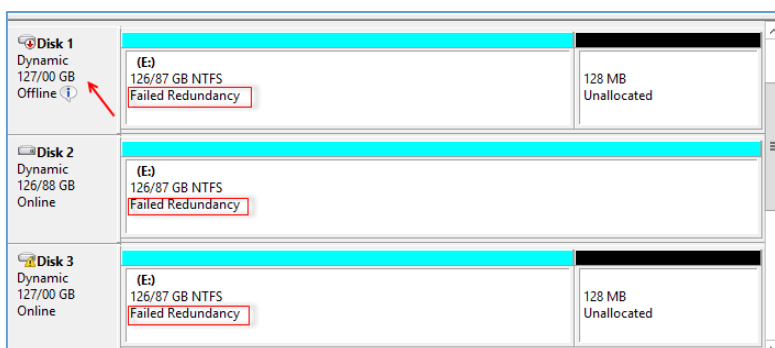 Disk 1
Dynamic
127/00 GB
Offline
(E:)
126/87 GB NTFS
Failed Redundancy
128 MB
Unallocated
Disk 2
Dynamic
126/88 GB
Online
(E:)
126/87 GB NTFS
Failed Redundancy
Disk 3
Dynamic
127/00 GB
Online
(E:)
126/87 GB NTFS
Failed Redundancy
128 MB
Unallocated